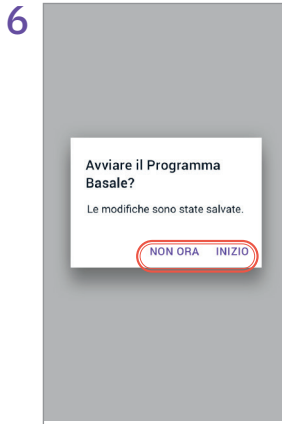 6
Avviare il Programma
Basale?
Le modifiche sono state salvate.
NON ORA INIZIO